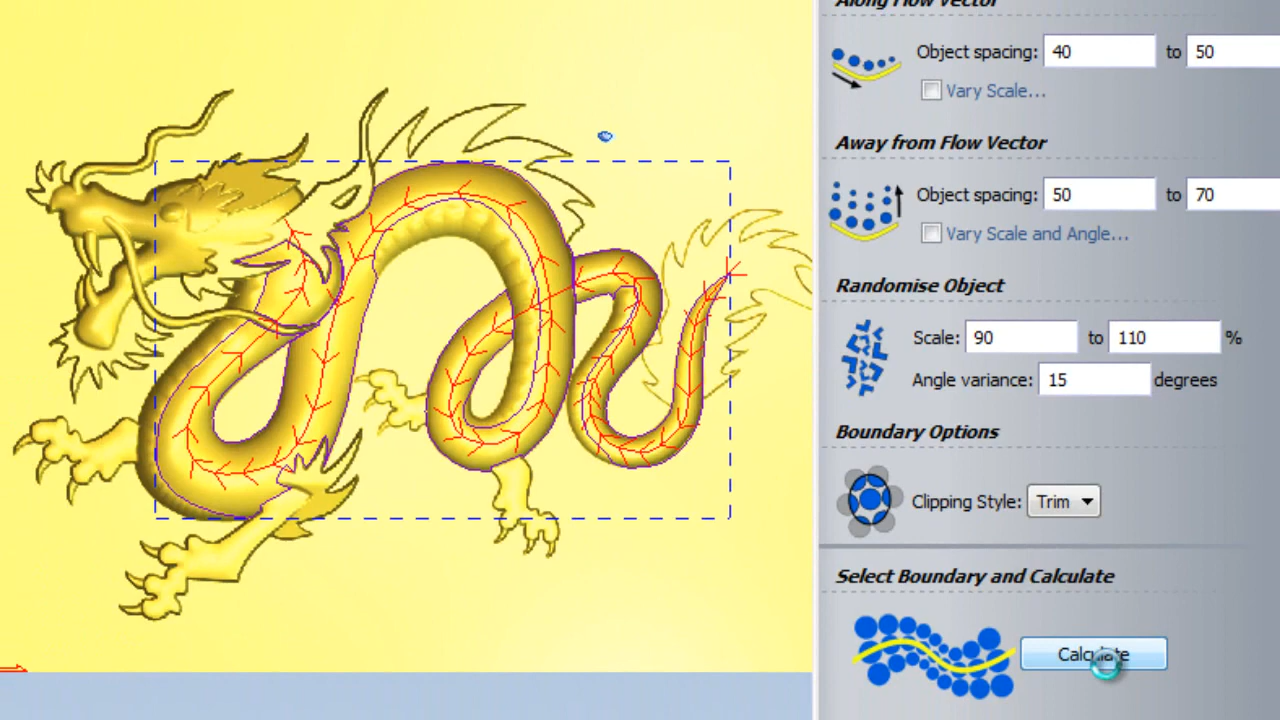 Along Flow Vector
Object spacing: 40 to 50
Vary Scale...
Away from Flow Vector
Object spacing: 50 to 70
Vary Scale and Angle...
Randomise Object
Scale: 90 to 110 %
Angle variance: 15 degrees
Boundary Options
Clipping Style: Trim
Select Boundary and Calculate
Calculate